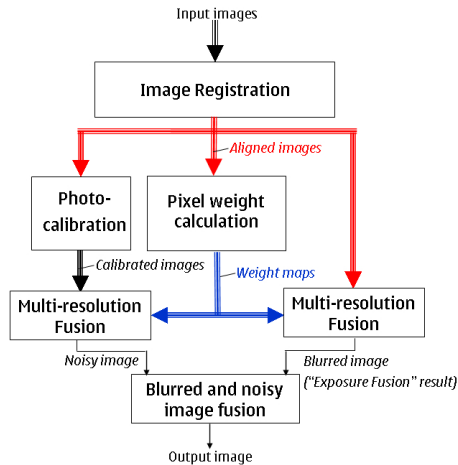 Input images
Image Registration
Aligned images
Photo-
calibration
Pixel weight
calculation
Calibrated images
Weight maps
Multi-resolution
Fusion
Multi-resolution
Fusion
Noisy image
Blurred image
("Exposure Fusion" result)
Blurred and noisy
image fusion
Output image